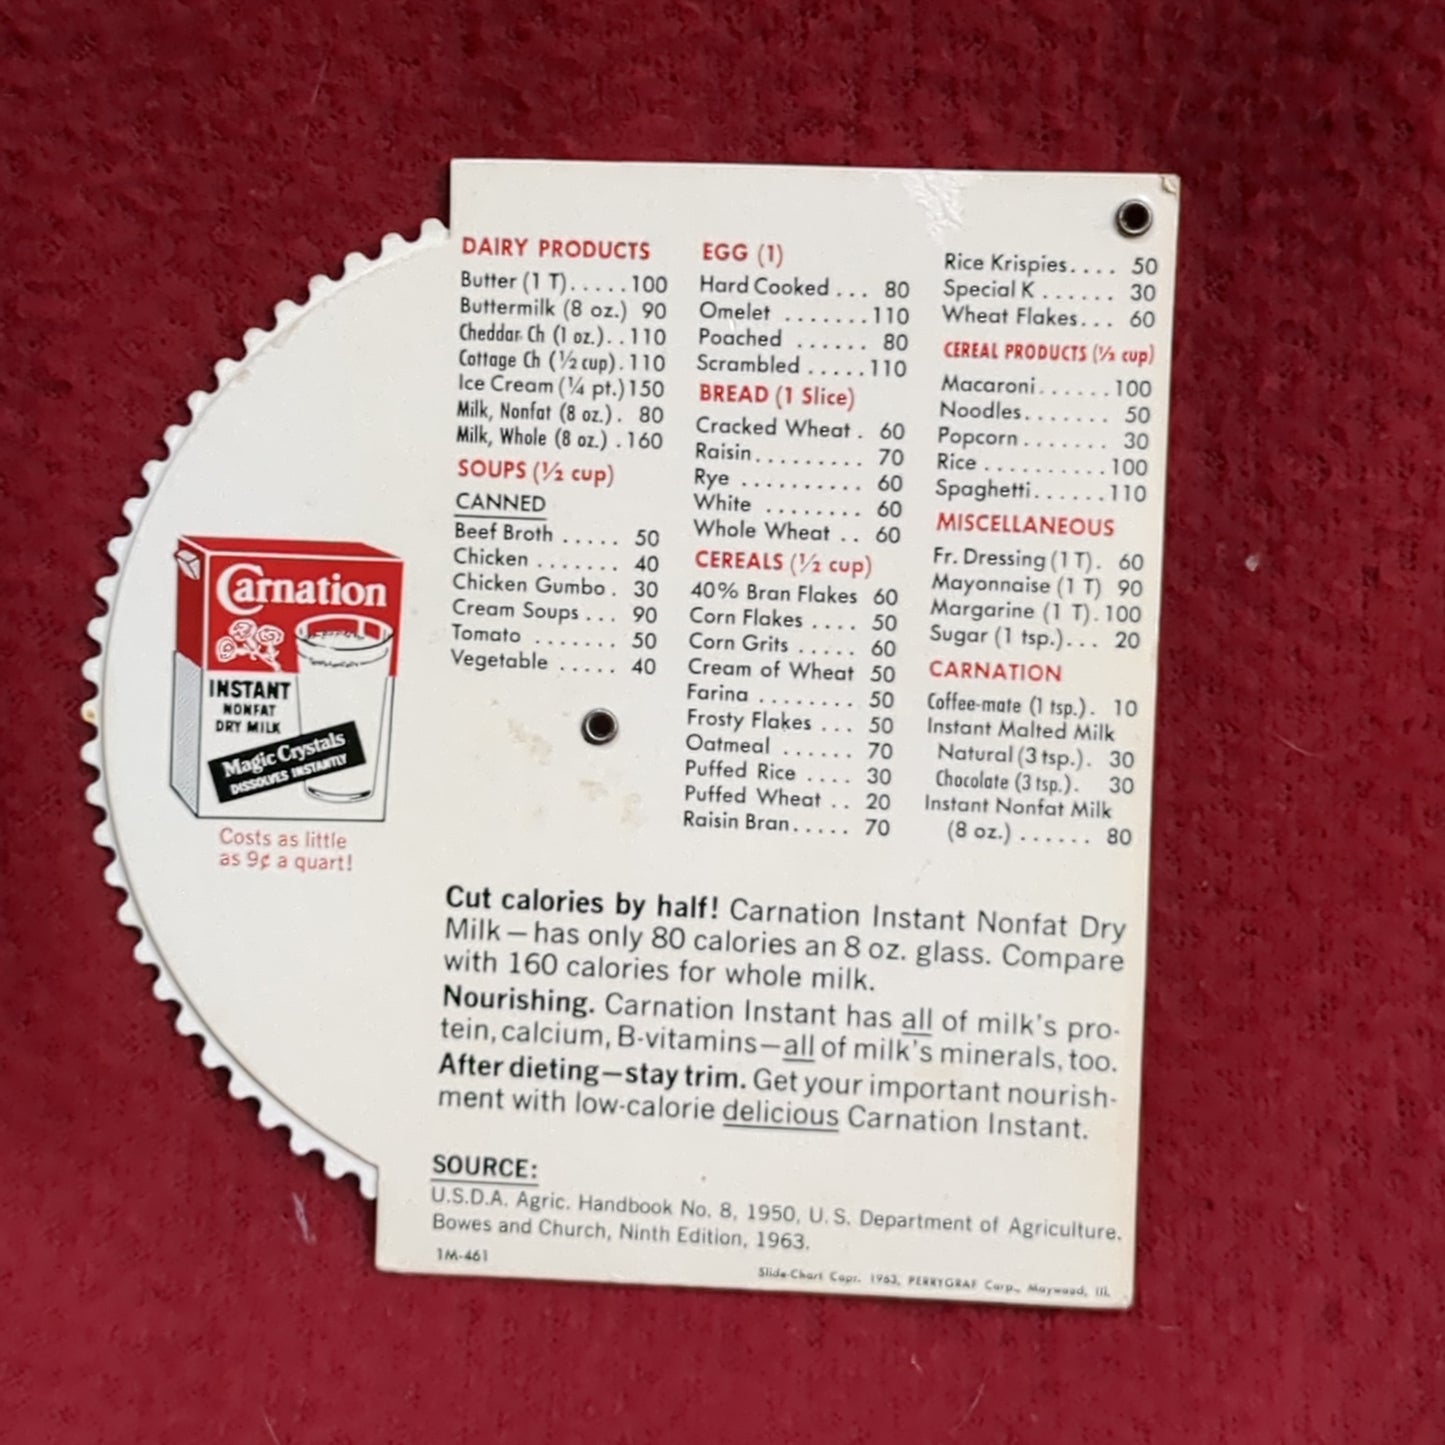 Carnation
INSTANT
NONFAT
DRY MILK
Magic Crystals
DISSOLVES INSTANTLY
Costs as little
as 9¢ a quart!
DAIRY PRODUCTS
Butter (1 T).....100
Buttermilk (8 oz.) 90
Cheddar Ch (1 oz.)..110
Cottage Ch (½ cup).110
Ice Cream (¼ pt.)150
Milk, Nonfat (8 oz.). 80
Milk, Whole (8 oz.) .160
SOUPS (½ cup)
CANNED
Beef Broth ..... 50
Chicken ....... 40
Chicken Gumbo. 30
Cream Soups ... 90
Tomato ....... 50
Vegetable ..... 40
EGG (1)
Hard Cooked ... 80
Omelet .......110
Poached ...... 80
Scrambled .....110
BREAD (1 Slice)
Cracked Wheat . 60
Raisin......... 70
Rye .......... 60
White ........ 60
Whole Wheat .. 60
CEREALS (½ cup)
40% Bran Flakes 60
Corn Flakes .... 50
Corn Grits ..... 60
Cream of Wheat 50
Farina ........ 50
Frosty Flakes ... 50
Oatmeal ...... 70
Puffed Rice .... 30
Puffed Wheat .. 20
Raisin Bran..... 70
Rice Krispies.... 50
Special K ...... 30
Wheat Flakes... 60
CEREAL PRODUCTS (½ cup)
Macaroni......100
Noodles....... 50
Popcorn ....... 30
Rice ..........100
Spaghetti......110
MISCELLANEOUS
Fr. Dressing (1 T). 60
Mayonnaise (1 T) 90
Margarine (1 T).100
Sugar (1 tsp.)... 20
CARNATION
Coffee-mate (1 tsp.). 10
Instant Malted Milk
Natural (3 tsp.). 30
Chocolate (3 tsp.). 30
Instant Nonfat Milk
(8 oz.) ...... 80
Cut calories by half! Carnation Instant Nonfat Dry
Milk—has only 80 calories an 8 oz. glass. Compare
with 160 calories for whole milk.
Nourishing. Carnation Instant has all of milk's pro-
tein, calcium, B-vitamins—all of milk's minerals, too.
After dieting—stay trim. Get your important nourish-
ment with low-calorie delicious Carnation Instant.
SOURCE:
U.S.D.A. Agric. Handbook No. 8, 1950, U. S. Department of Agriculture.
Bowes and Church, Ninth Edition, 1963.
1M-461
Slide-Chart Copr. 1963, PERRYGRAF Corp., Maywood, Ill.